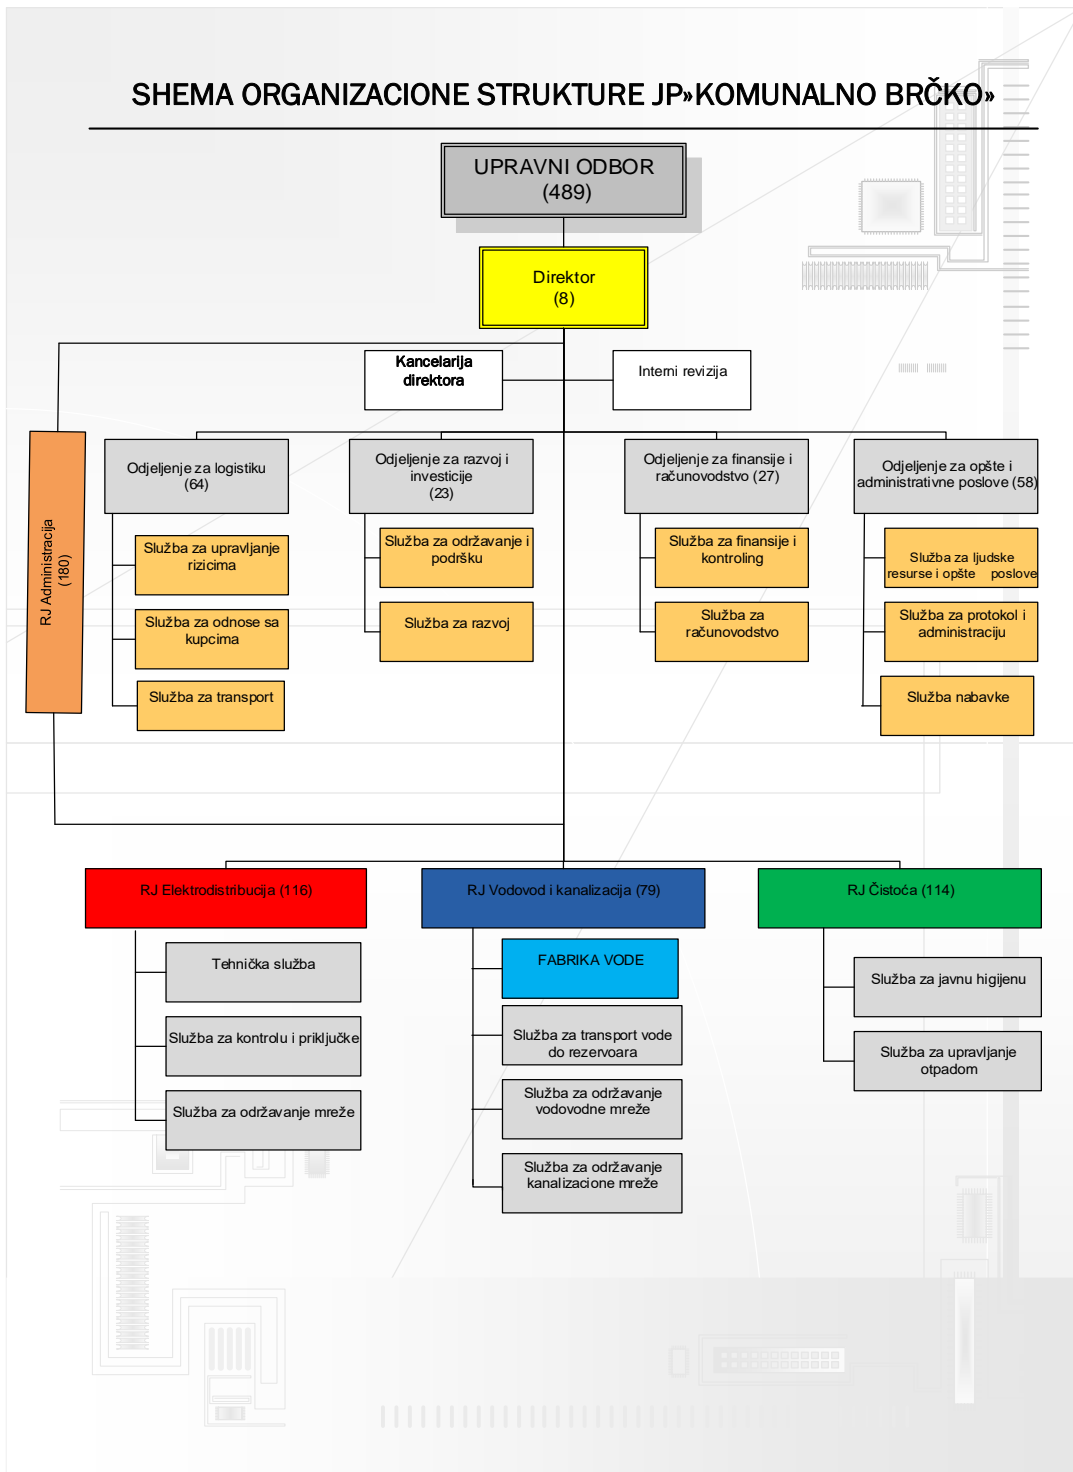 SHEMA ORGANIZACIONE STRUKTURE JP»KOMUNALNO BRČKO»
UPRAVNI ODBOR
(489)
Direktor
(8)
Kancelarija
direktora
Interni revizija
RJ Administracija
(180)
Odjeljenje za logistiku
(64)
Služba za upravljanje
rizicima
Služba za odnose sa
kupcima
Služba za transport
Odjeljenje za razvoj i
investicije
(23)
Služba za održavanje i
podršku
Služba za razvoj
Odjeljenje za finansije i
računovodstvo (27)
Služba za finansije i
kontroling
Služba za
računovodstvo
Odjeljenje za opšte i
administrativne poslove (58)
Služba za ljudske
resurse i opšte poslove
Služba za protokol i
administraciju
Služba nabavke
RJ Elektrodistribucija (116)
Tehnička služba
Služba za kontrolu i priključke
Služba za održavanje mreže
RJ Vodovod i kanalizacija (79)
FABRIKA VODE
Služba za transport vode
do rezervoara
Služba za održavanje
vodovodne mreže
Služba za održavanje
kanalizacione mreže
RJ Čistoća (114)
Služba za javnu higijenu
Služba za upravljanje
otpadom